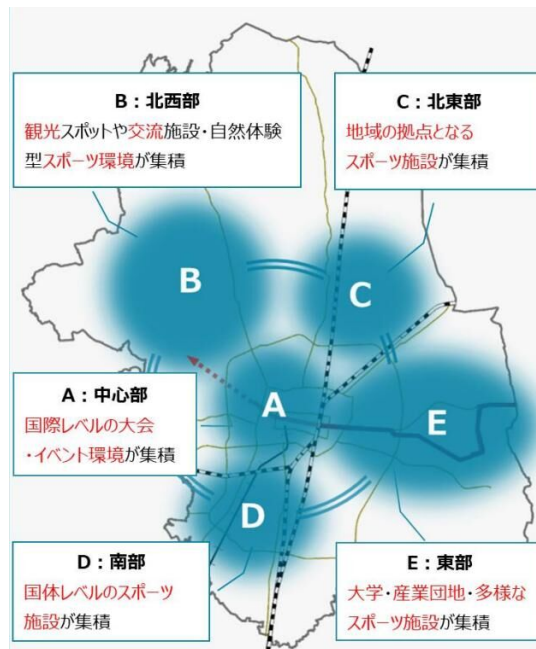 B：北西部
観光スポットや交流施設・自然体験
型スポーツ環境が集積
C：北東部
地域の拠点となる
スポーツ施設が集積
B
C
A：中心部
国際レベルの大会
・イベント環境が集積
A
E
D
D：南部
国体レベルのスポーツ
施設が集積
E：東部
大学・産業団地・多様な
スポーツ施設が集積